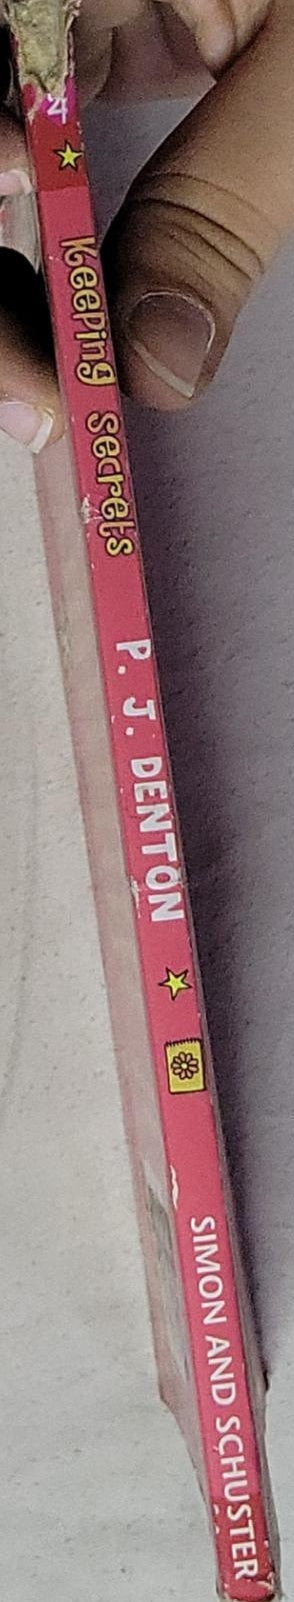 4
Keeping Secrets
P. J. DENTON
SIMON AND SCHUSTER